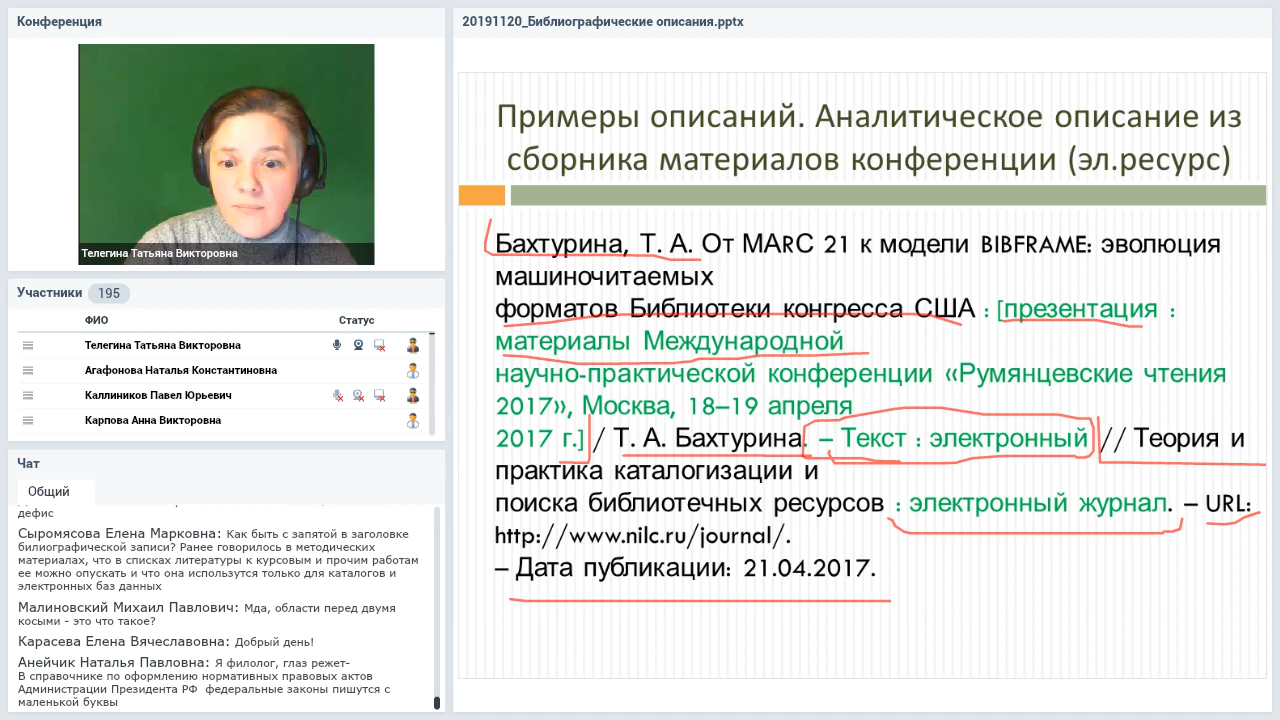 Конференция
Телегина Татьяна Викторовна
Участники 195
ФИО Статус
Телегина Татьяна Викторовна
Агафонова Наталья Константиновна
Каллиников Павел Юрьевич
Карпова Анна Викторовна
Чат
Общий
дефис
Сыромясова Елена Марковна: Как быть с запятой в заголовке
билиографической записи? Ранее говорилось в методических
материалах, что в списках литературы к курсовым и прочим работам
ее можно опускать и что она использутся только для каталогов и
электронных баз данных
Малиновский Михаил Павлович: Мда, области перед двумя
косыми - это что такое?
Карасева Елена Вячеславовна: Добрый день!
Анейчик Наталья Павловна: Я филолог, глаз режет-
В справочнике по оформлению нормативных правовых актов
Администрации Президента РФ федеральные законы пишутся с
маленькой буквы
20191120_Библиографические описания.pptx
Примеры описаний. Аналитическое описание из
сборника материалов конференции (эл.ресурс)
Бахтурина, Т. А. От МARC 21 к модели BIBFRAME: эволюция
машиночитаемых
форматов Библиотеки конгресса США : [презентация :
материалы Международной
научно-практической конференции «Румянцевские чтения
2017», Москва, 18–19 апреля
2017 г.] / Т. А. Бахтурина. – Текст : электронный // Теория и
практика каталогизации и
поиска библиотечных ресурсов : электронный журнал. – URL:
http://www.nilc.ru/journal/.
– Дата публикации: 21.04.2017.